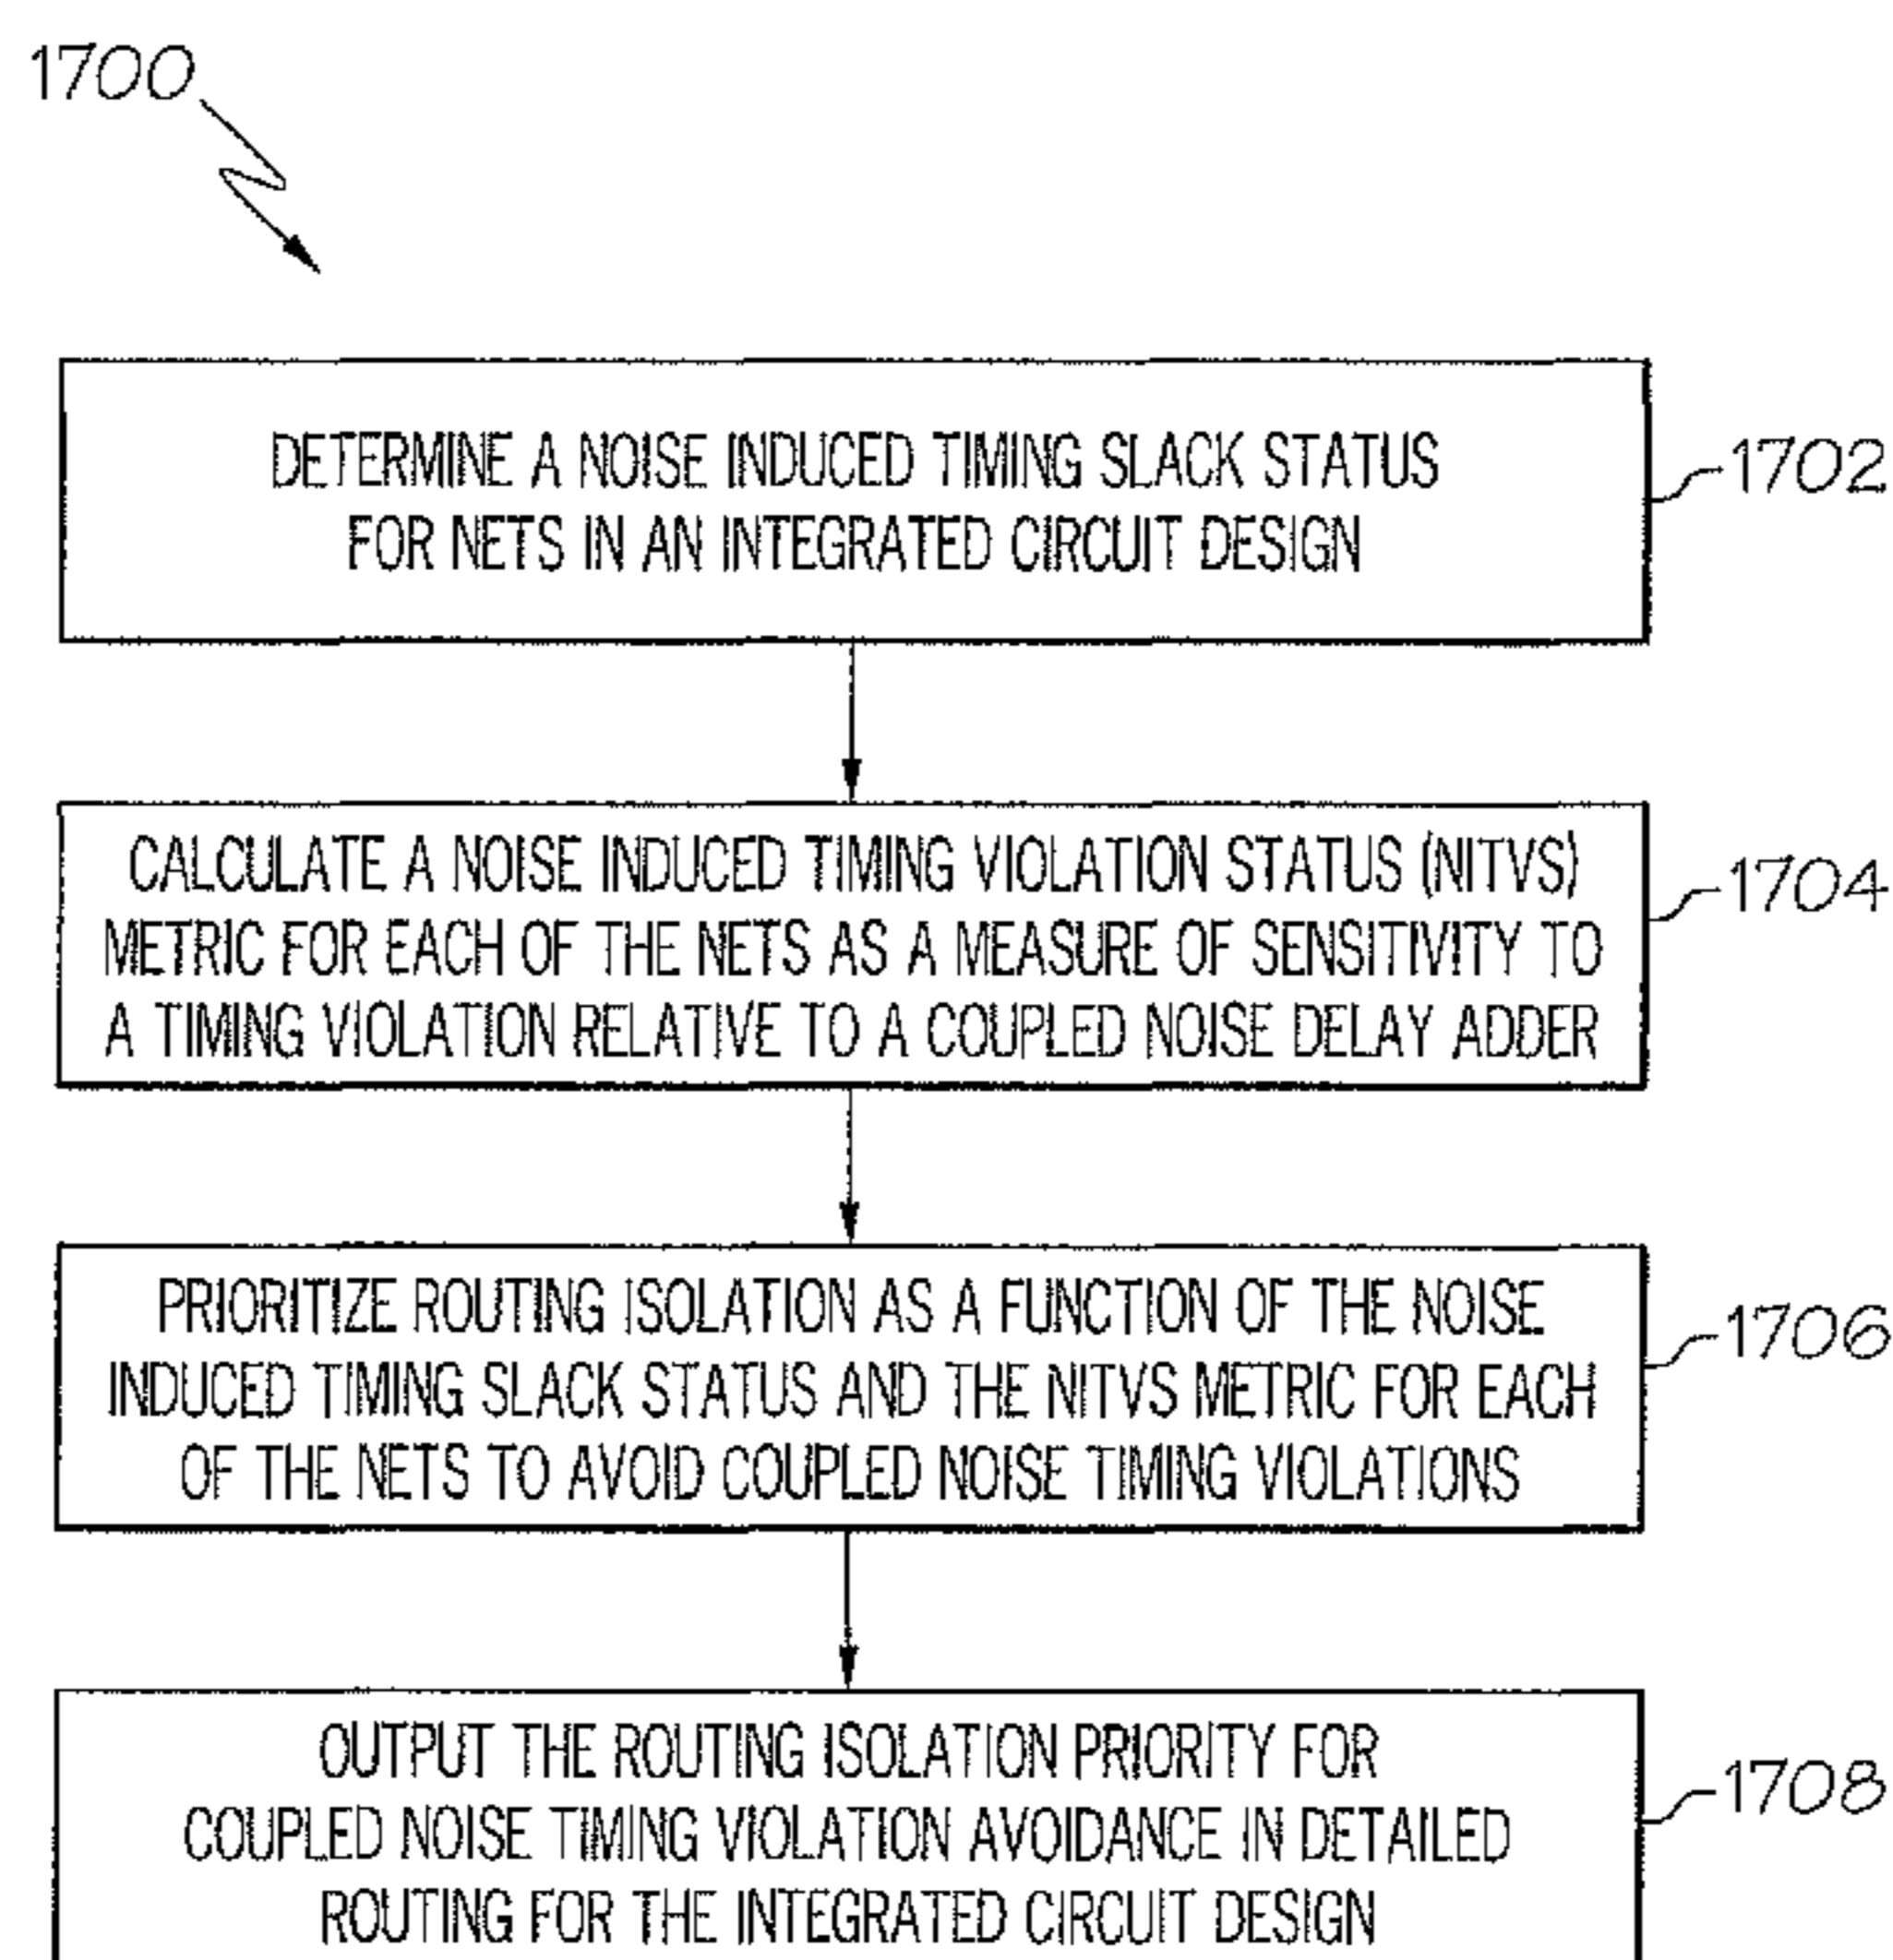 1700
DETERMINE A NOISE INDUCED TIMING SLACK STATUS
FOR NETS IN AN INTEGRATED CIRCUIT DESIGN
1702
CALCULATE A NOISE INDUCED TIMING VIOLATION STATUS (NITVS)
METRIC FOR EACH OF THE NETS AS A MEASURE OF SENSITIVITY TO
A TIMING VIOLATION RELATIVE TO A COUPLED NOISE DELAY ADDER
1704
PRIORITIZE ROUTING ISOLATION AS A FUNCTION OF THE NOISE
INDUCED TIMING SLACK STATUS AND THE NITVS METRIC FOR EACH
OF THE NETS TO AVOID COUPLED NOISE TIMING VIOLATIONS
1706
OUTPUT THE ROUTING ISOLATION PRIORITY FOR
COUPLED NOISE TIMING VIOLATION AVOIDANCE IN DETAILED
ROUTING FOR THE INTEGRATED CIRCUIT DESIGN
1708